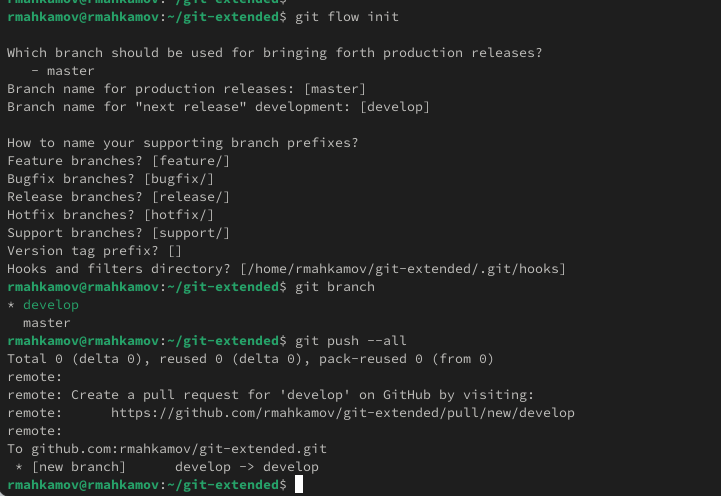 rmahkamov@rmahkamov:~/git-extended$ git flow init
Which branch should be used for bringing forth production releases?
   - master
Branch name for production releases: [master]
Branch name for "next release" development: [develop]
How to name your supporting branch prefixes?
Feature branches? [feature/]
Bugfix branches? [bugfix/]
Release branches? [release/]
Hotfix branches? [hotfix/]
Support branches? [support/]
Version tag prefix? []
Hooks and filters directory? [/home/rmahkamov/git-extended/.git/hooks]
rmahkamov@rmahkamov:~/git-extended$ git branch
* develop
  master
rmahkamov@rmahkamov:~/git-extended$ git push --all
Total 0 (delta 0), reused 0 (delta 0), pack-reused 0 (from 0)
remote:
remote: Create a pull request for 'develop' on GitHub by visiting:
remote:      https://github.com/rmahkamov/git-extended/pull/new/develop
remote:
To github.com:rmahkamov/git-extended.git
 * [new branch]      develop -> develop
rmahkamov@rmahkamov:~/git-extended$